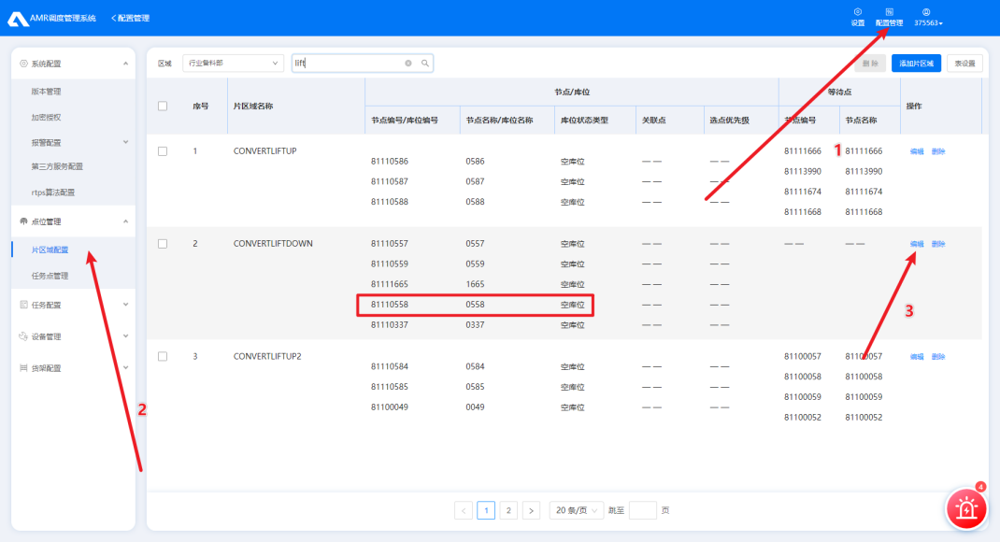 AMR调度管理系统 < 配置管理 设置 配置管理 375563
系统配置
版本管理
加密授权
报警配置
第三方服务配置
rtps算法配置
点位管理
片区域配置
任务点管理
任务配置
设备管理
货架配置
区域 行业智科部 lift 删 除 添加片区域 表设置
序号 片区域名称 节点/库位 等待点 操作
节点编号/库位编号 节点名称/库位名称 库位状态类型 关联点 选点优先级 节点编号 节点名称
1 CONVERTLIFTUP 81111666 81111666 编辑 删除
81110586 0586 空库位 — — — —
81113990 81113990
81110587 0587 空库位 — — — —
81111674 81111674
81110588 0588 空库位 — — — —
81111668 81111668
2 CONVERTLIFTDOWN 81110557 0557 空库位 — — — — — — — — 编辑 删除
81110559 0559 空库位 — — — —
81111665 1665 空库位 — — — —
81110558 0558 空库位 — — — —
81110337 0337 空库位 — — — —
3 CONVERTLIFTUP2 81100057 81100057 编辑 删除
81110584 0584 空库位 — — — —
81100058 81100058
81110585 0585 空库位 — — — —
81100059 81100059
81100049 0049 空库位 — — — —
81100052 81100052
1
2
3
< 1 2 > 20 条/页 跳至 页
4